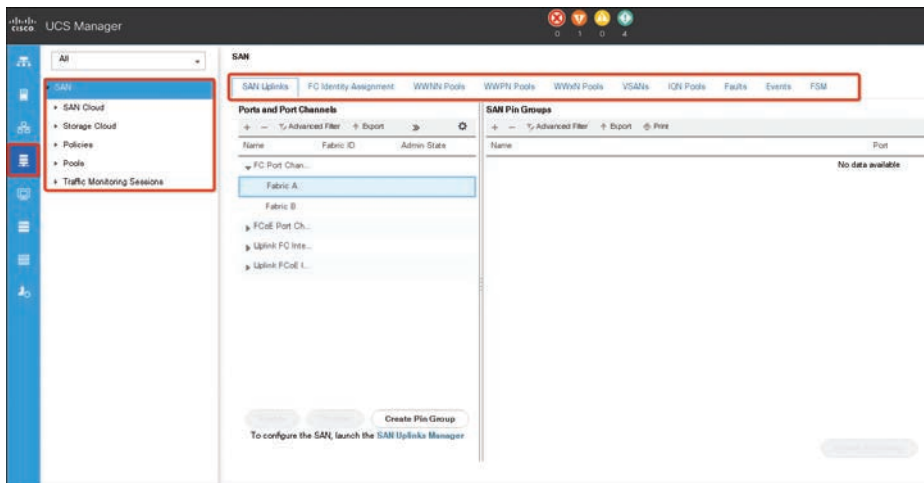 CISCO
UCS Manager
0 1 0 4
All
SAN
SAN Cloud
Storage Cloud
Policies
Pools
Traffic Monitoring Sessions
SAN
SAN Uplinks FC Identity Assignment WWNN Pools WWPN Pools WWxN Pools VSANs IQN Pools Faults Events FSM
Ports and Port Channels
+ − Advanced Filter Export »
Name Fabric ID Admin State
FC Port Chan...
Fabric A
Fabric B
FCoE Port Ch...
Uplink FC Inte...
Uplink FCoE I...
Create Pin Group
To configure the SAN, launch the SAN Uplinks Manager
SAN Pin Groups
+ − Advanced Filter Export Print
Name Port
No data available